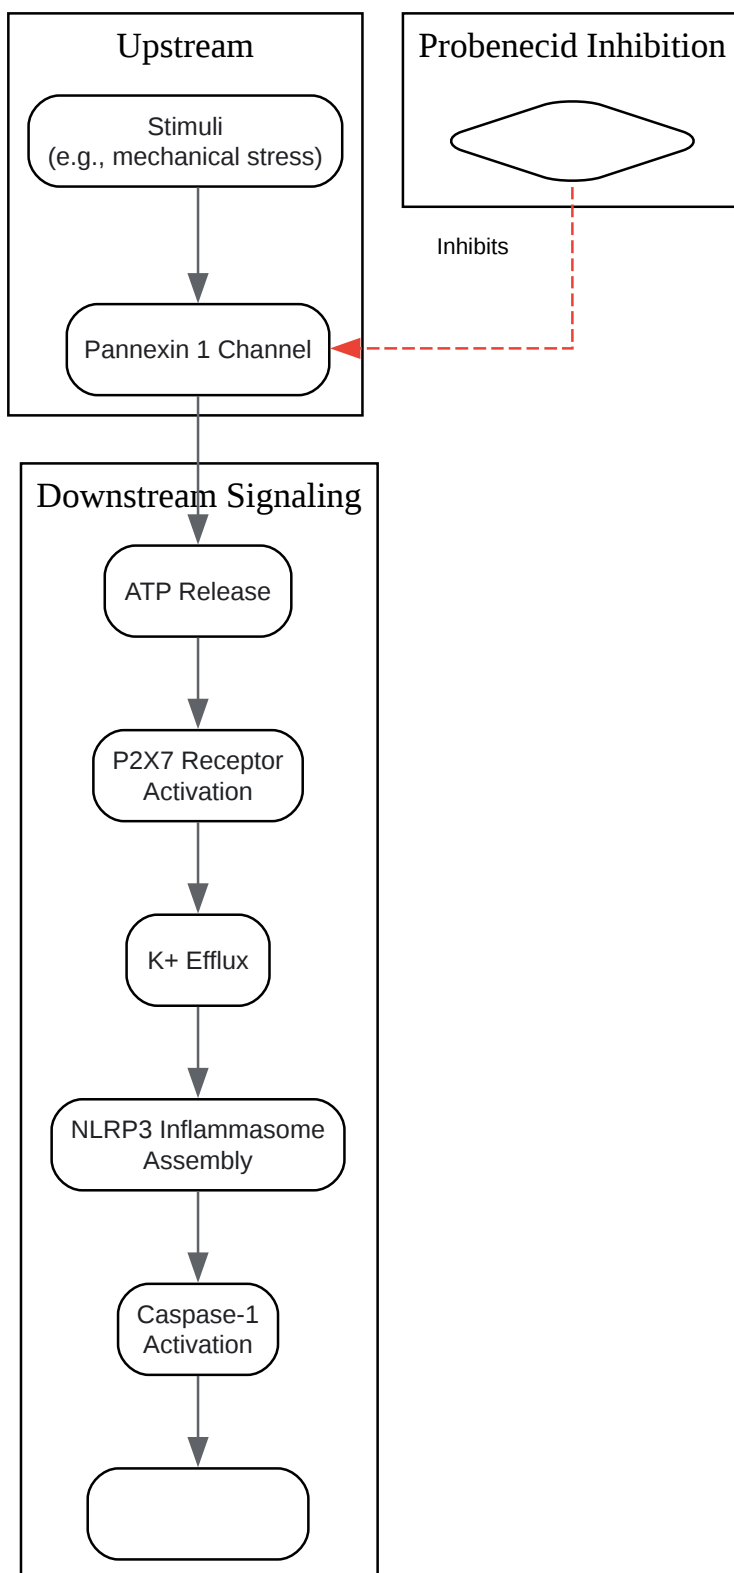 Upstream
Stimuli
(e.g., mechanical stress)
Pannexin 1 Channel
Probenecid Inhibition
Inhibits
Downstream Signaling
ATP Release
P2X7 Receptor
Activation
K+ Efflux
NLRP3 Inflammasome
Assembly
Caspase-1
Activation